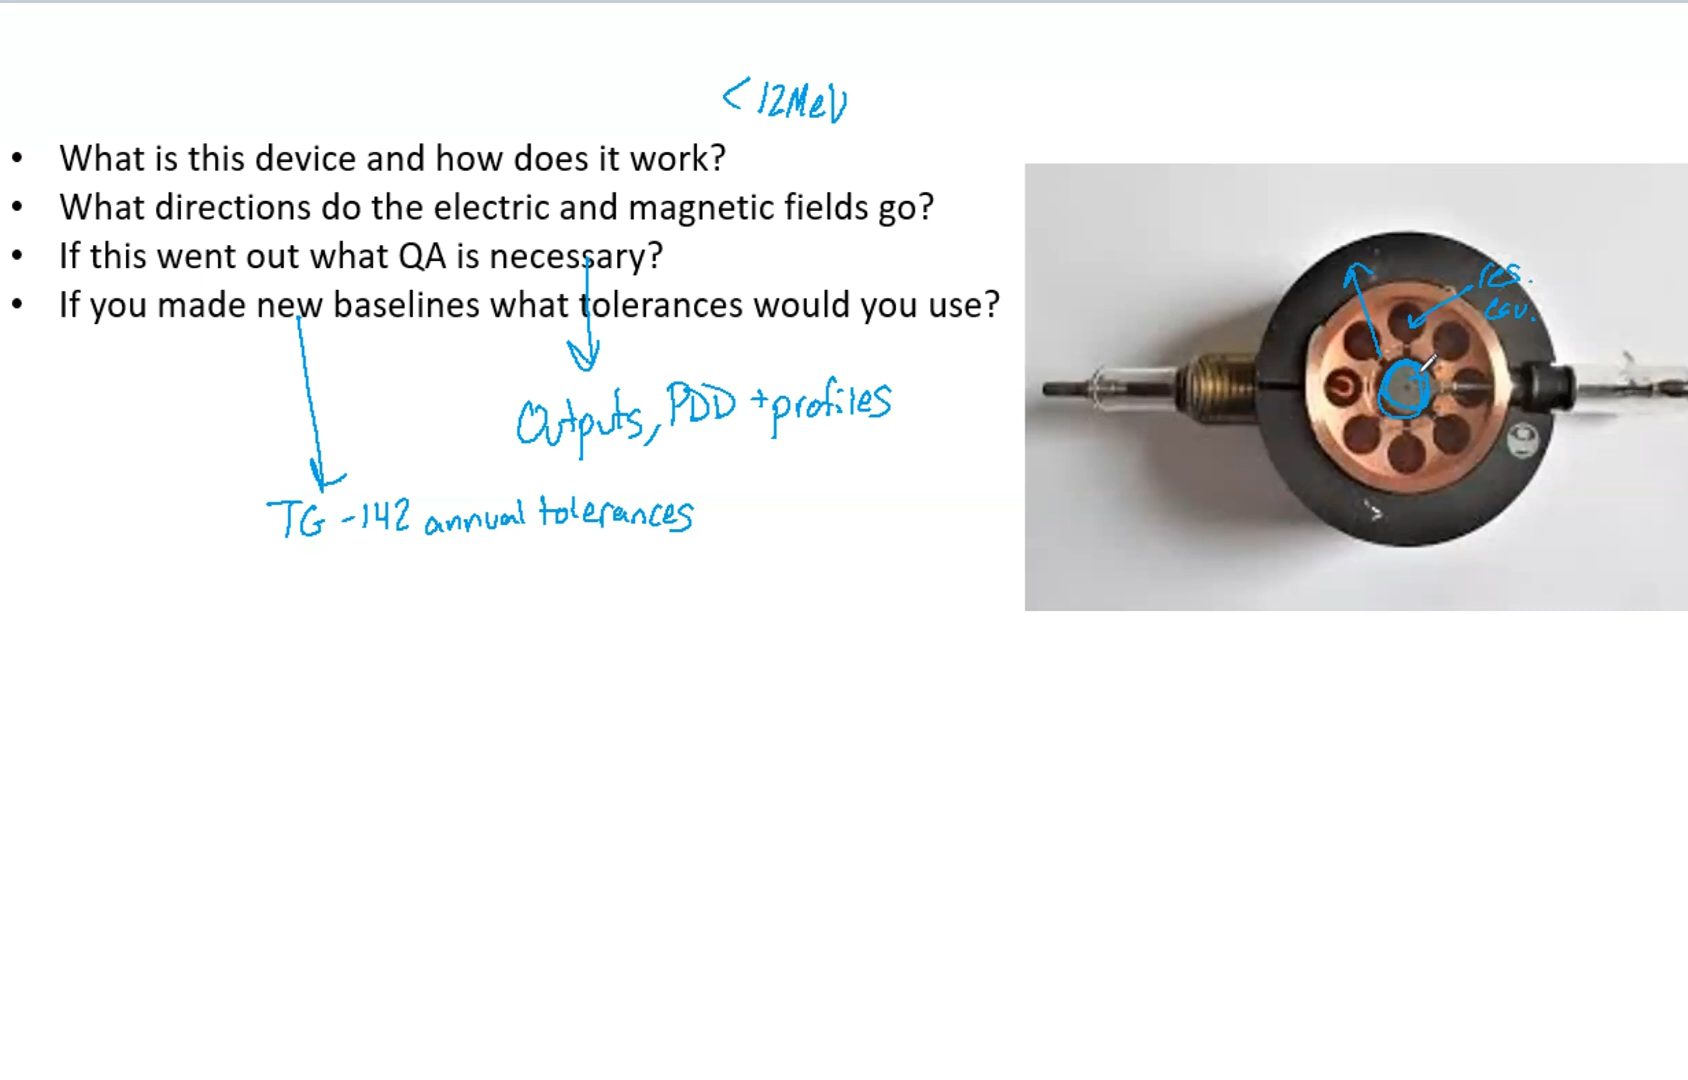 <12MeV
• What is this device and how does it work?
• What directions do the electric and magnetic fields go?
• If this went out what QA is necessary?
• If you made new baselines what tolerances would you use?
res.
cav.
Outputs, PDD + profiles
TG-142 annual tolerances